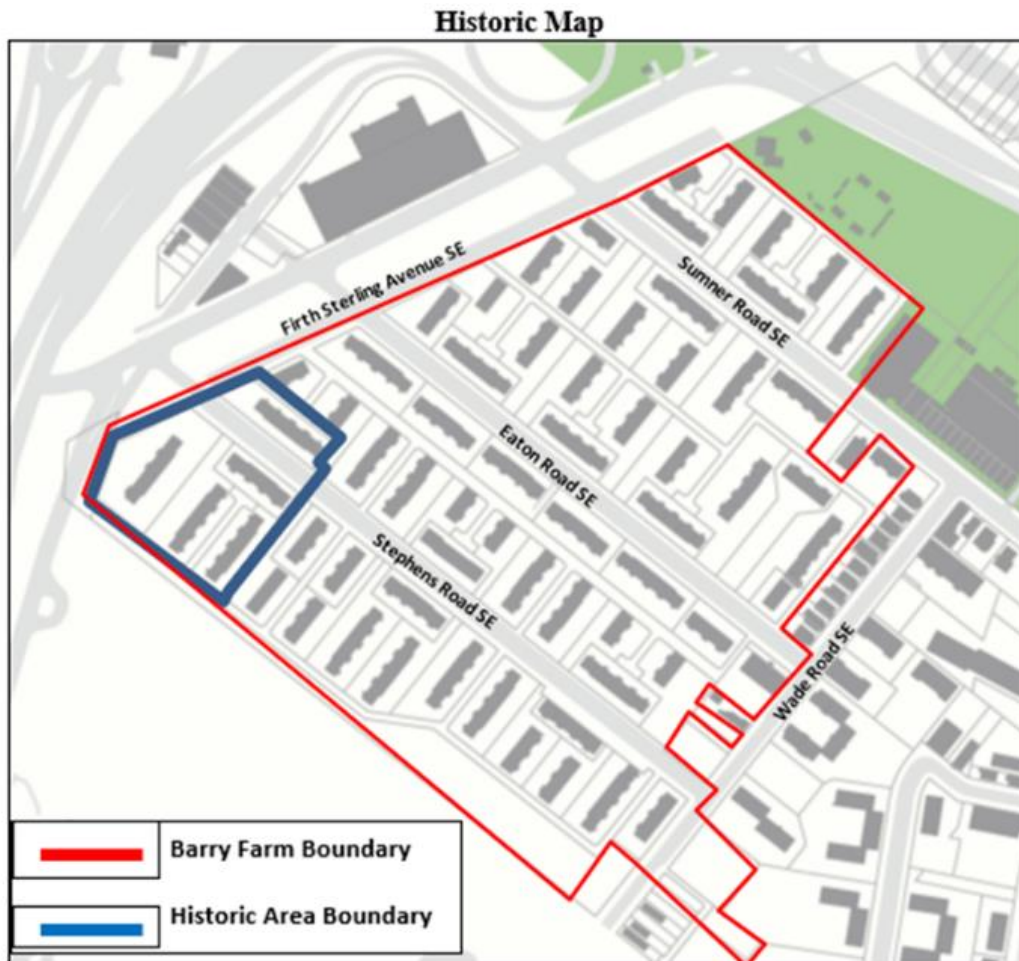 Historic Map
Firth Sterling Avenue SE
Sumner Road SE
Eaton Road SE
Stephens Road SE
Wade Road SE
Barry Farm Boundary
Historic Area Boundary